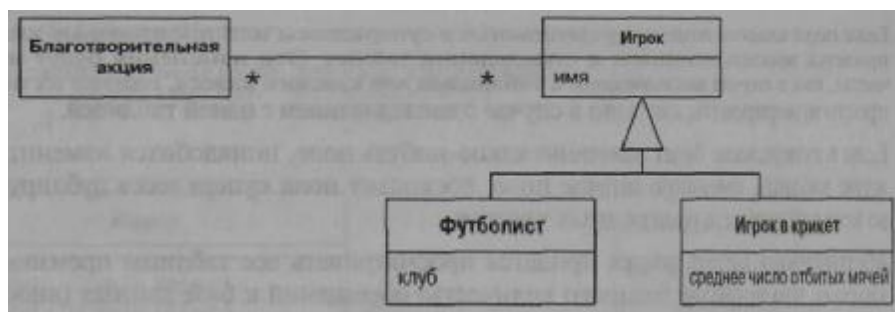 Благотворительная
акция
*
*
Игрок
имя
Футболист
клуб
Игрок в крикет
среднее число отбитых мячей